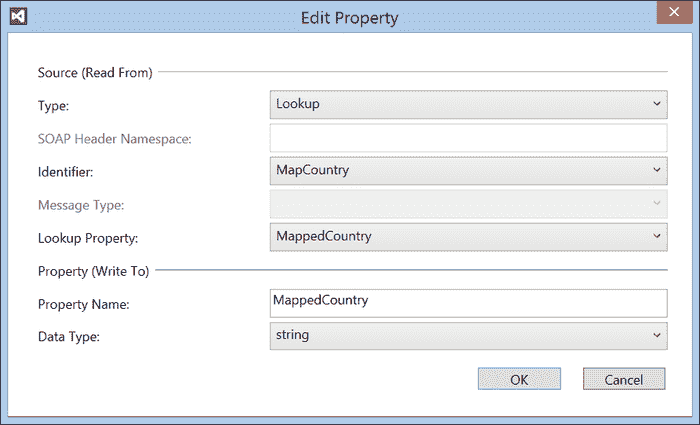 Edit Property
Source (Read From)
Type: Lookup
SOAP Header Namespace:
Identifier: MapCountry
Message Type:
Lookup Property: MappedCountry
Property (Write To)
Property Name: MappedCountry
Data Type: string
OK Cancel